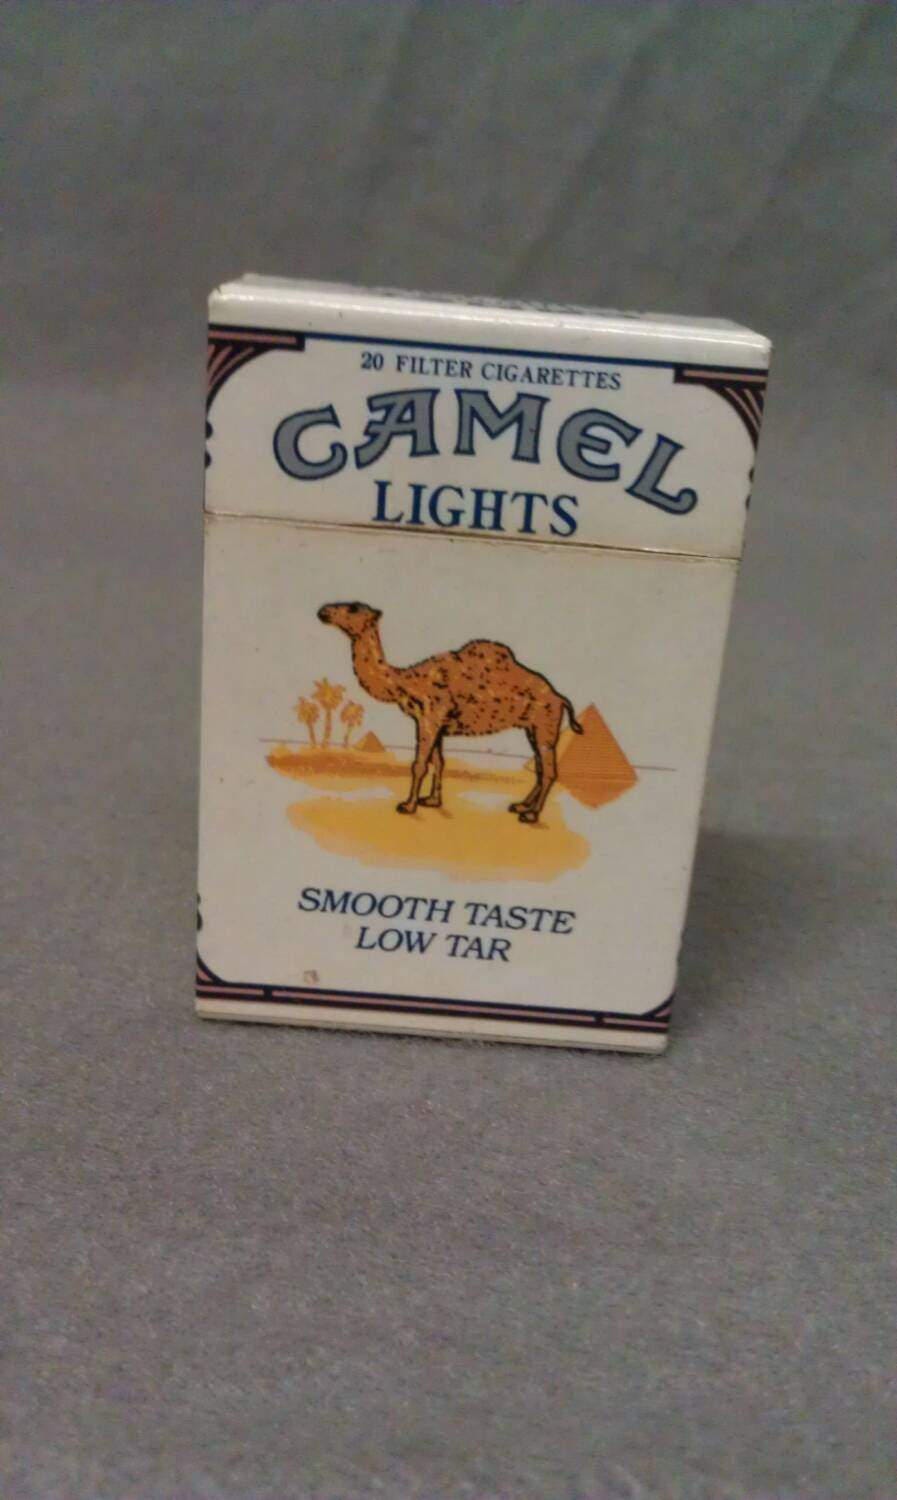 20 FILTER CIGARETTES
CAMEL
LIGHTS
SMOOTH TASTE
LOW TAR